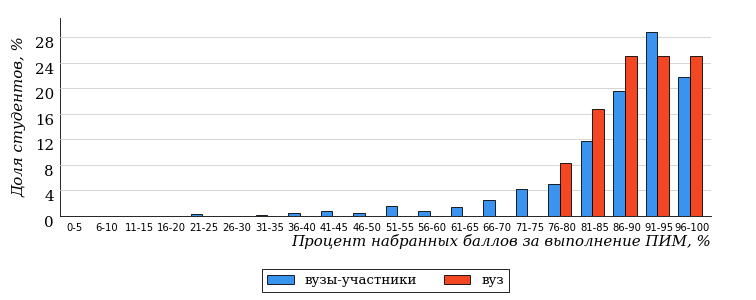 Доля студентов, %
28
24
20
16
12
8
4
0
0-5 6-10 11-15 16-20 21-25 26-30 31-35 36-40 41-45 46-50 51-55 56-60 61-65 66-70 71-75 76-80 81-85 86-90 91-95 96-100
Процент набранных баллов за выполнение ПИМ, %
вузы-участники вуз